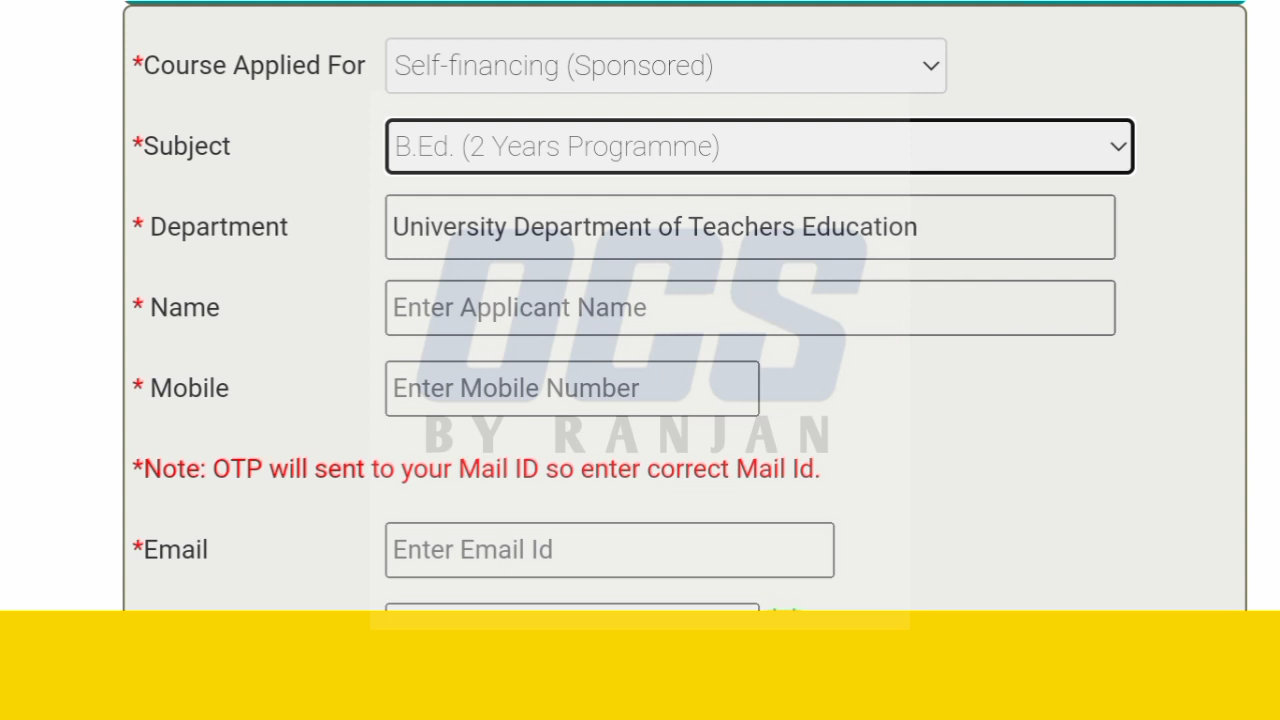 *Course Applied For Self-financing (Sponsored)
*Subject B.Ed. (2 Years Programme)
* Department University Department of Teachers Education
* Name Enter Applicant Name
* Mobile Enter Mobile Number
OCS
BY RANJAN
*Note: OTP will sent to your Mail ID so enter correct Mail Id.
*Email Enter Email Id